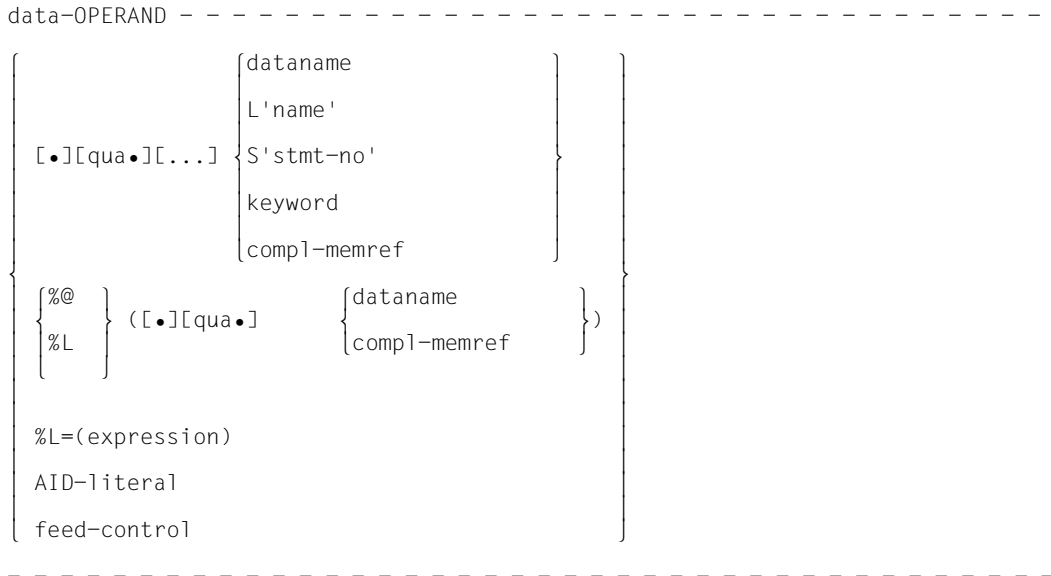 data-OPERAND - - - - - - - - - - - - - - - - - - - - - - - - - - - - - - - - - - - -
dataname
L'name'
[•][qua•][...] S'stmt-no'
keyword
compl-memref
%@ dataname
([•][qua•] )
%L compl-memref
%L=(expression)
AID-literal
feed-control
- - - - - - - - - - - - - - - - - - - - - - - - - - - - - - - - - - - - - - - - - - -